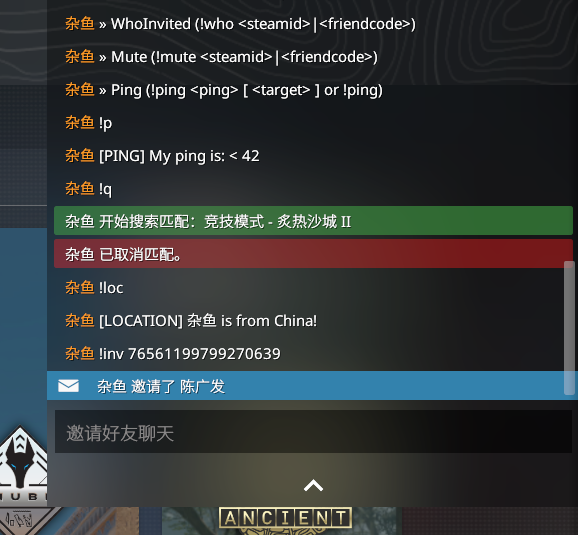 杂鱼 » WhoInvited (!who <steamid>|<friendcode>)
杂鱼 » Mute (!mute <steamid>|<friendcode>)
杂鱼 » Ping (!ping <ping> [ <target> ] or !ping)
杂鱼 !p
杂鱼 [PING] My ping is: < 42
杂鱼 !q
杂鱼 开始搜索匹配：竞技模式 - 炙热沙城 II
杂鱼 已取消匹配。
杂鱼 !loc
杂鱼 [LOCATION] 杂鱼 is from China!
杂鱼 !inv 76561199799270639
杂鱼 邀请了 陈广发
邀请好友聊天
ANCIENT